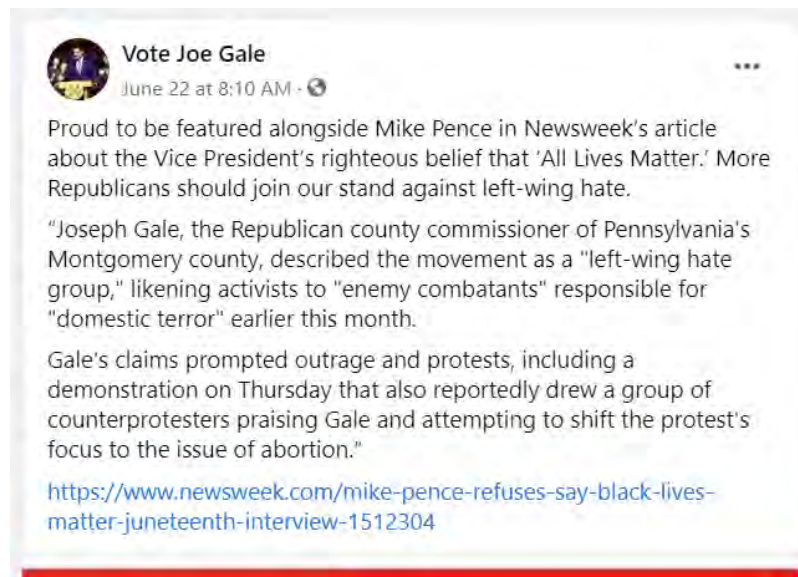 Vote Joe Gale
June 22 at 8:10 AM ·
Proud to be featured alongside Mike Pence in Newsweek's article
about the Vice President's righteous belief that 'All Lives Matter.' More
Republicans should join our stand against left-wing hate.
"Joseph Gale, the Republican county commissioner of Pennsylvania's
Montgomery county, described the movement as a "left-wing hate
group," likening activists to "enemy combatants" responsible for
"domestic terror" earlier this month.
Gale's claims prompted outrage and protests, including a
demonstration on Thursday that also reportedly drew a group of
counterprotesters praising Gale and attempting to shift the protest's
focus to the issue of abortion."
https://www.newsweek.com/mike-pence-refuses-say-black-lives-
matter-juneteenth-interview-1512304